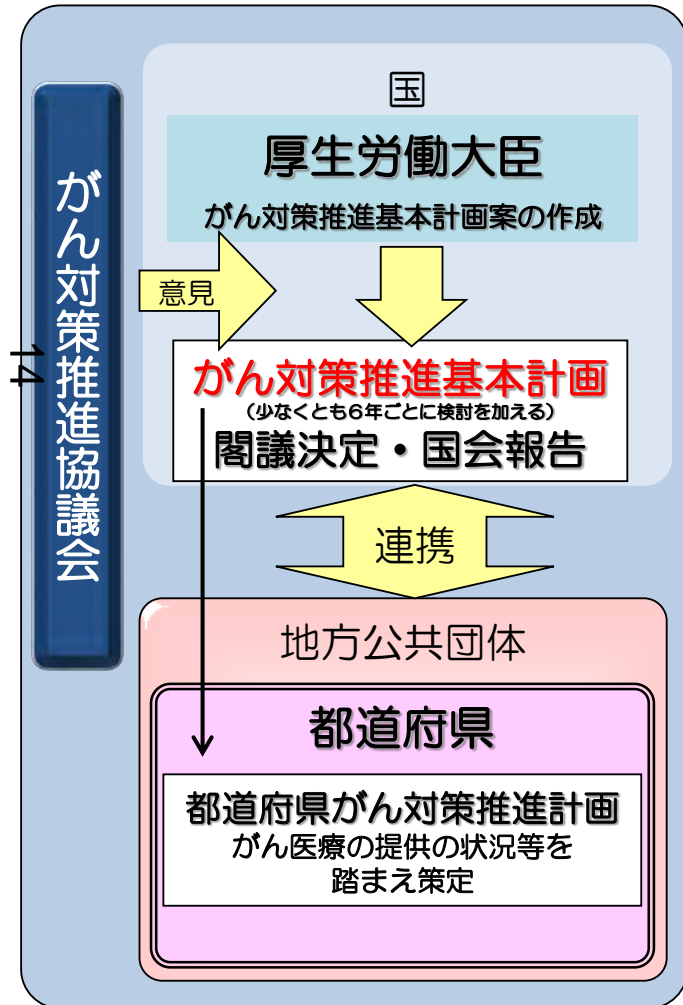 国
厚生労働大臣
がん対策推進基本計画案の作成
がん対策推進協議会
14
意見
がん対策推進基本計画
（少なくとも６年ごとに検討を加える）
閣議決定・国会報告
連携
地方公共団体
都道府県
都道府県がん対策推進計画
がん医療の提供の状況等を
踏まえ策定